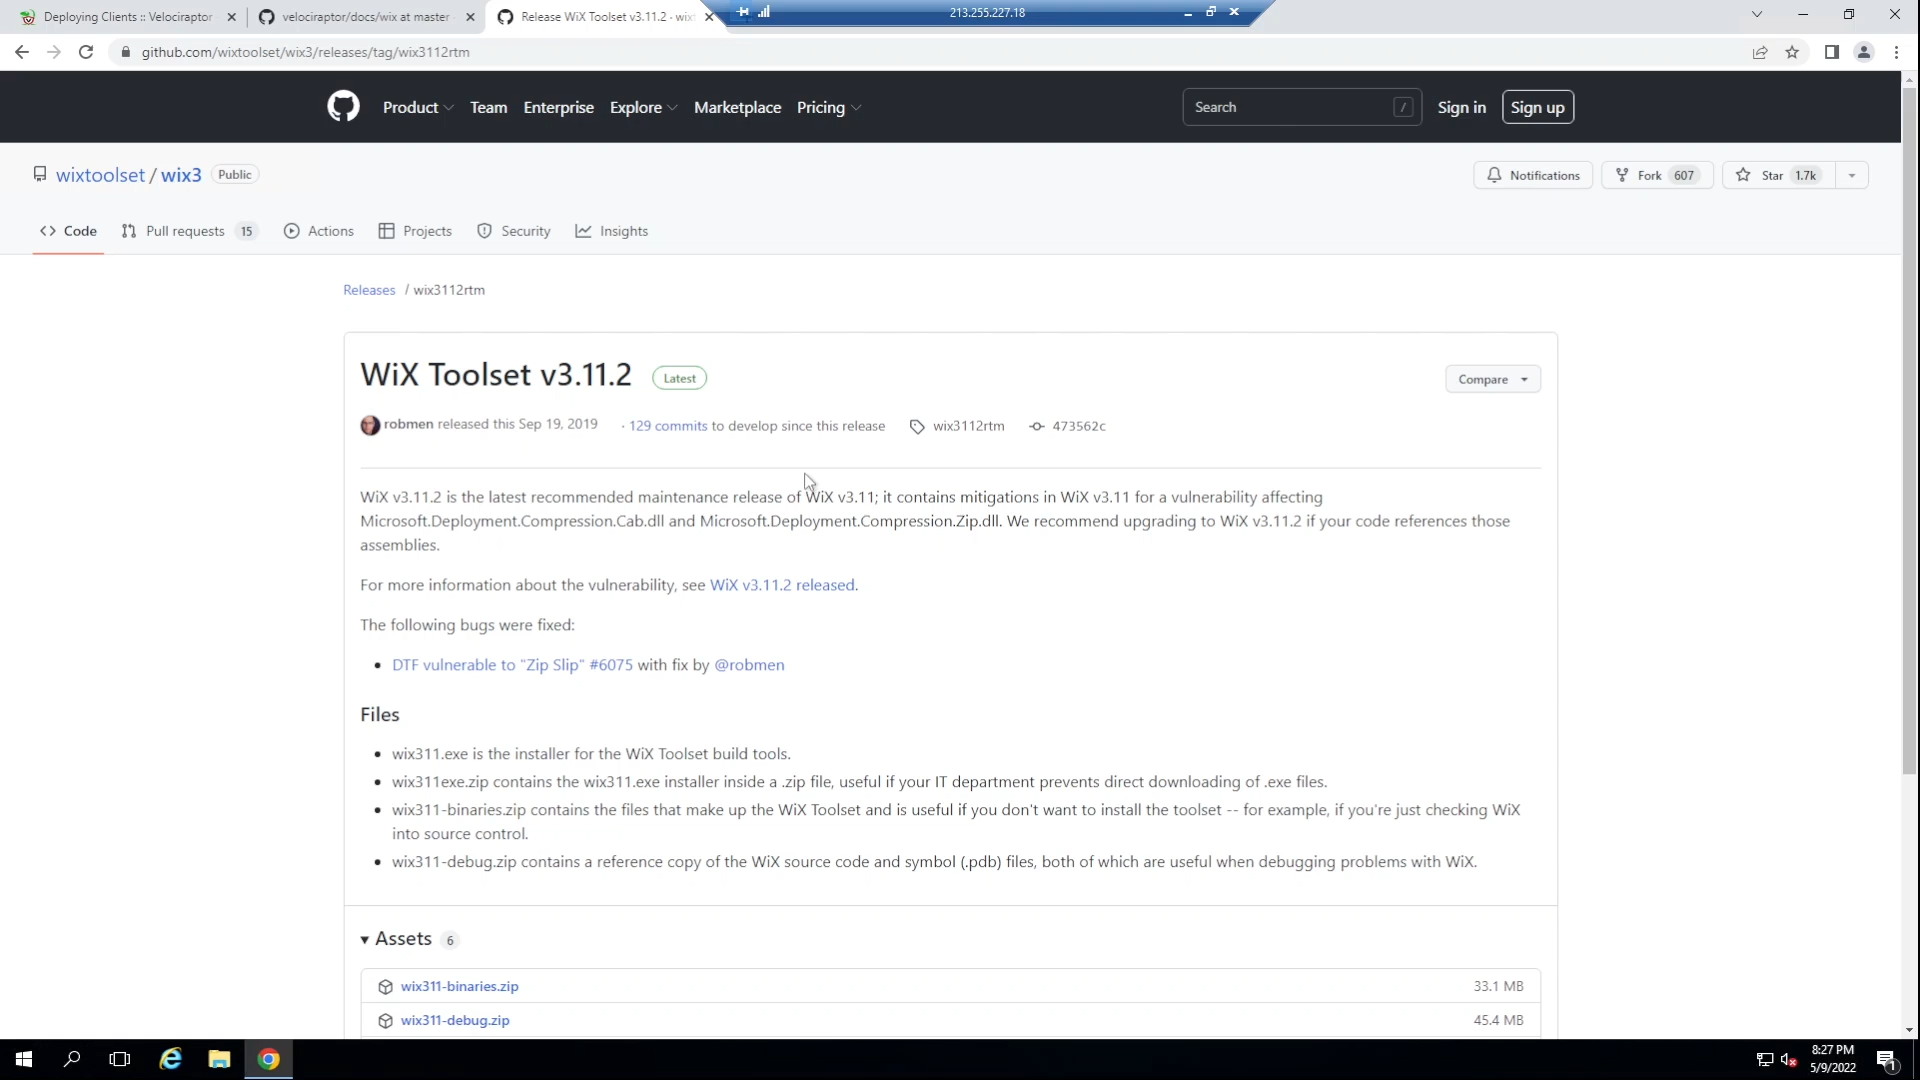 Deploying Clients :: Velociraptor
velociraptor/docs/wix at master
Release WiX Toolset v3.11.2 · wixt
213.255.227.18
github.com/wixtoolset/wix3/releases/tag/wix3112rtm
Product Team Enterprise Explore Marketplace Pricing
Search /
Sign in
Sign up
wixtoolset / wix3 Public
Notifications
Fork 607
Star 1.7k
Code
Pull requests 15
Actions
Projects
Security
Insights
Releases / wix3112rtm
WiX Toolset v3.11.2 Latest
Compare
robmen released this Sep 19, 2019 · 129 commits to develop since this release wix3112rtm 473562c
WiX v3.11.2 is the latest recommended maintenance release of WiX v3.11; it contains mitigations in WiX v3.11 for a vulnerability affecting
Microsoft.Deployment.Compression.Cab.dll and Microsoft.Deployment.Compression.Zip.dll. We recommend upgrading to WiX v3.11.2 if your code references those
assemblies.
For more information about the vulnerability, see WiX v3.11.2 released.
The following bugs were fixed:
• DTF vulnerable to "Zip Slip" #6075 with fix by @robmen
Files
• wix311.exe is the installer for the WiX Toolset build tools.
• wix311exe.zip contains the wix311.exe installer inside a .zip file, useful if your IT department prevents direct downloading of .exe files.
• wix311-binaries.zip contains the files that make up the WiX Toolset and is useful if you don't want to install the toolset -- for example, if you're just checking WiX
into source control.
• wix311-debug.zip contains a reference copy of the WiX source code and symbol (.pdb) files, both of which are useful when debugging problems with WiX.
Assets 6
wix311-binaries.zip 33.1 MB
wix311-debug.zip 45.4 MB
8:27 PM
5/9/2022
1